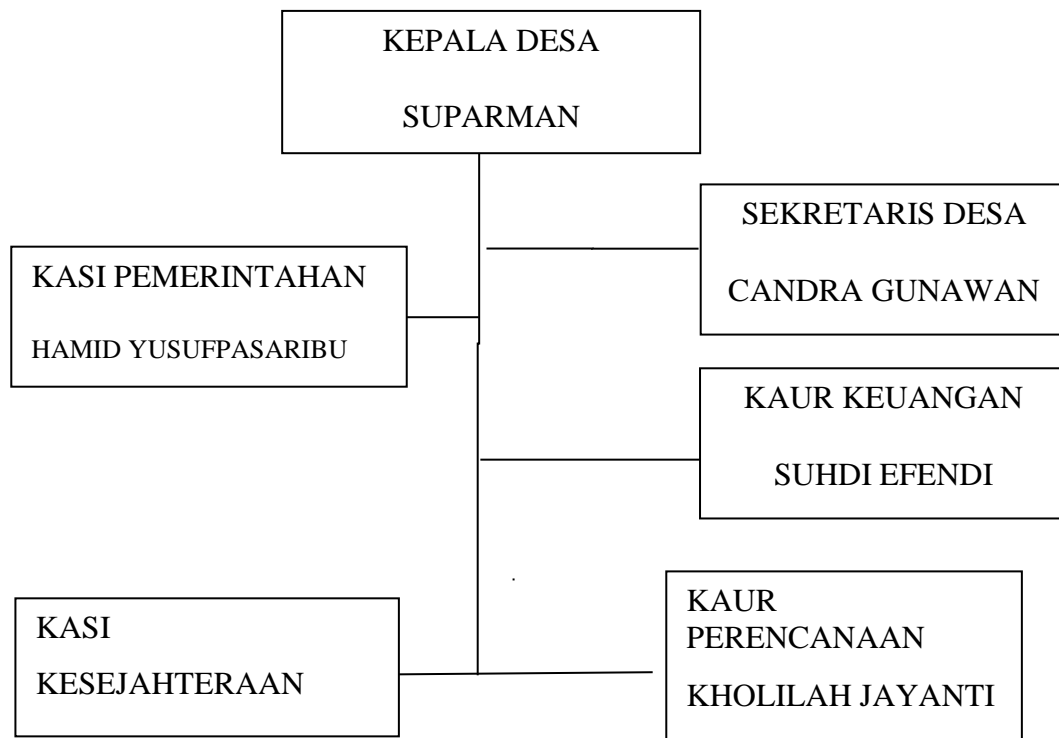 KEPALA DESA
SUPARMAN
SEKRETARIS DESA
CANDRA GUNAWAN
KASI PEMERINTAHAN
HAMID YUSUFPASARIBU
KAUR KEUANGAN
SUHDI EFENDI
KASI
KESEJAHTERAAN
KAUR
PERENCANAAN
KHOLILAH JAYANTI